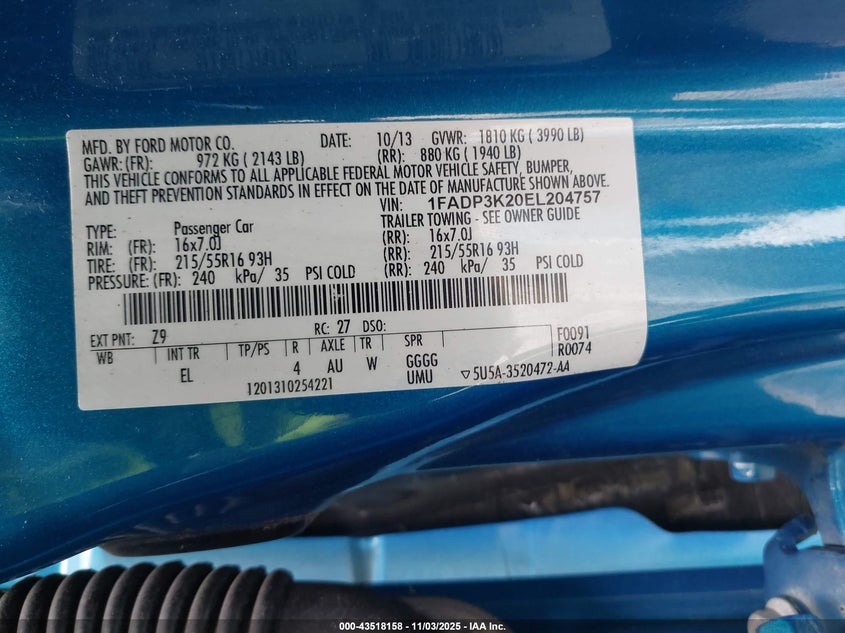 MFD. BY FORD MOTOR CO. DATE: 10/13 GVWR: 1810 KG ( 3990 LB)
GAWR: (FR): 972 KG ( 2143 LB) (RR): 880 KG ( 1940 LB)
THIS VEHICLE CONFORMS TO ALL APPLICABLE FEDERAL MOTOR VEHICLE SAFETY, BUMPER,
AND THEFT PREVENTION STANDARDS IN EFFECT ON THE DATE OF MANUFACTURE SHOWN ABOVE.
VIN: 1FADP3K20EL204757
TYPE: Passenger Car TRAILER TOWING - SEE OWNER GUIDE
RIM: (FR): 16x7.0J (RR): 16x7.0J
TIRE: (FR): 215/55R16 93H (RR): 215/55R16 93H
PRESSURE: (FR): 240 kPa/ 35 PSI COLD (RR): 240 kPa/ 35 PSI COLD
EXT PNT: Z9 RC: 27 DSO: F0091
WB INT TR TP/PS R AXLE TR SPR R0074
EL 4 AU W GGGG
1201310254221 UMU ▽ 5U5A-3520472-AA
000-43518158 - 11/03/2025 - IAA Inc.